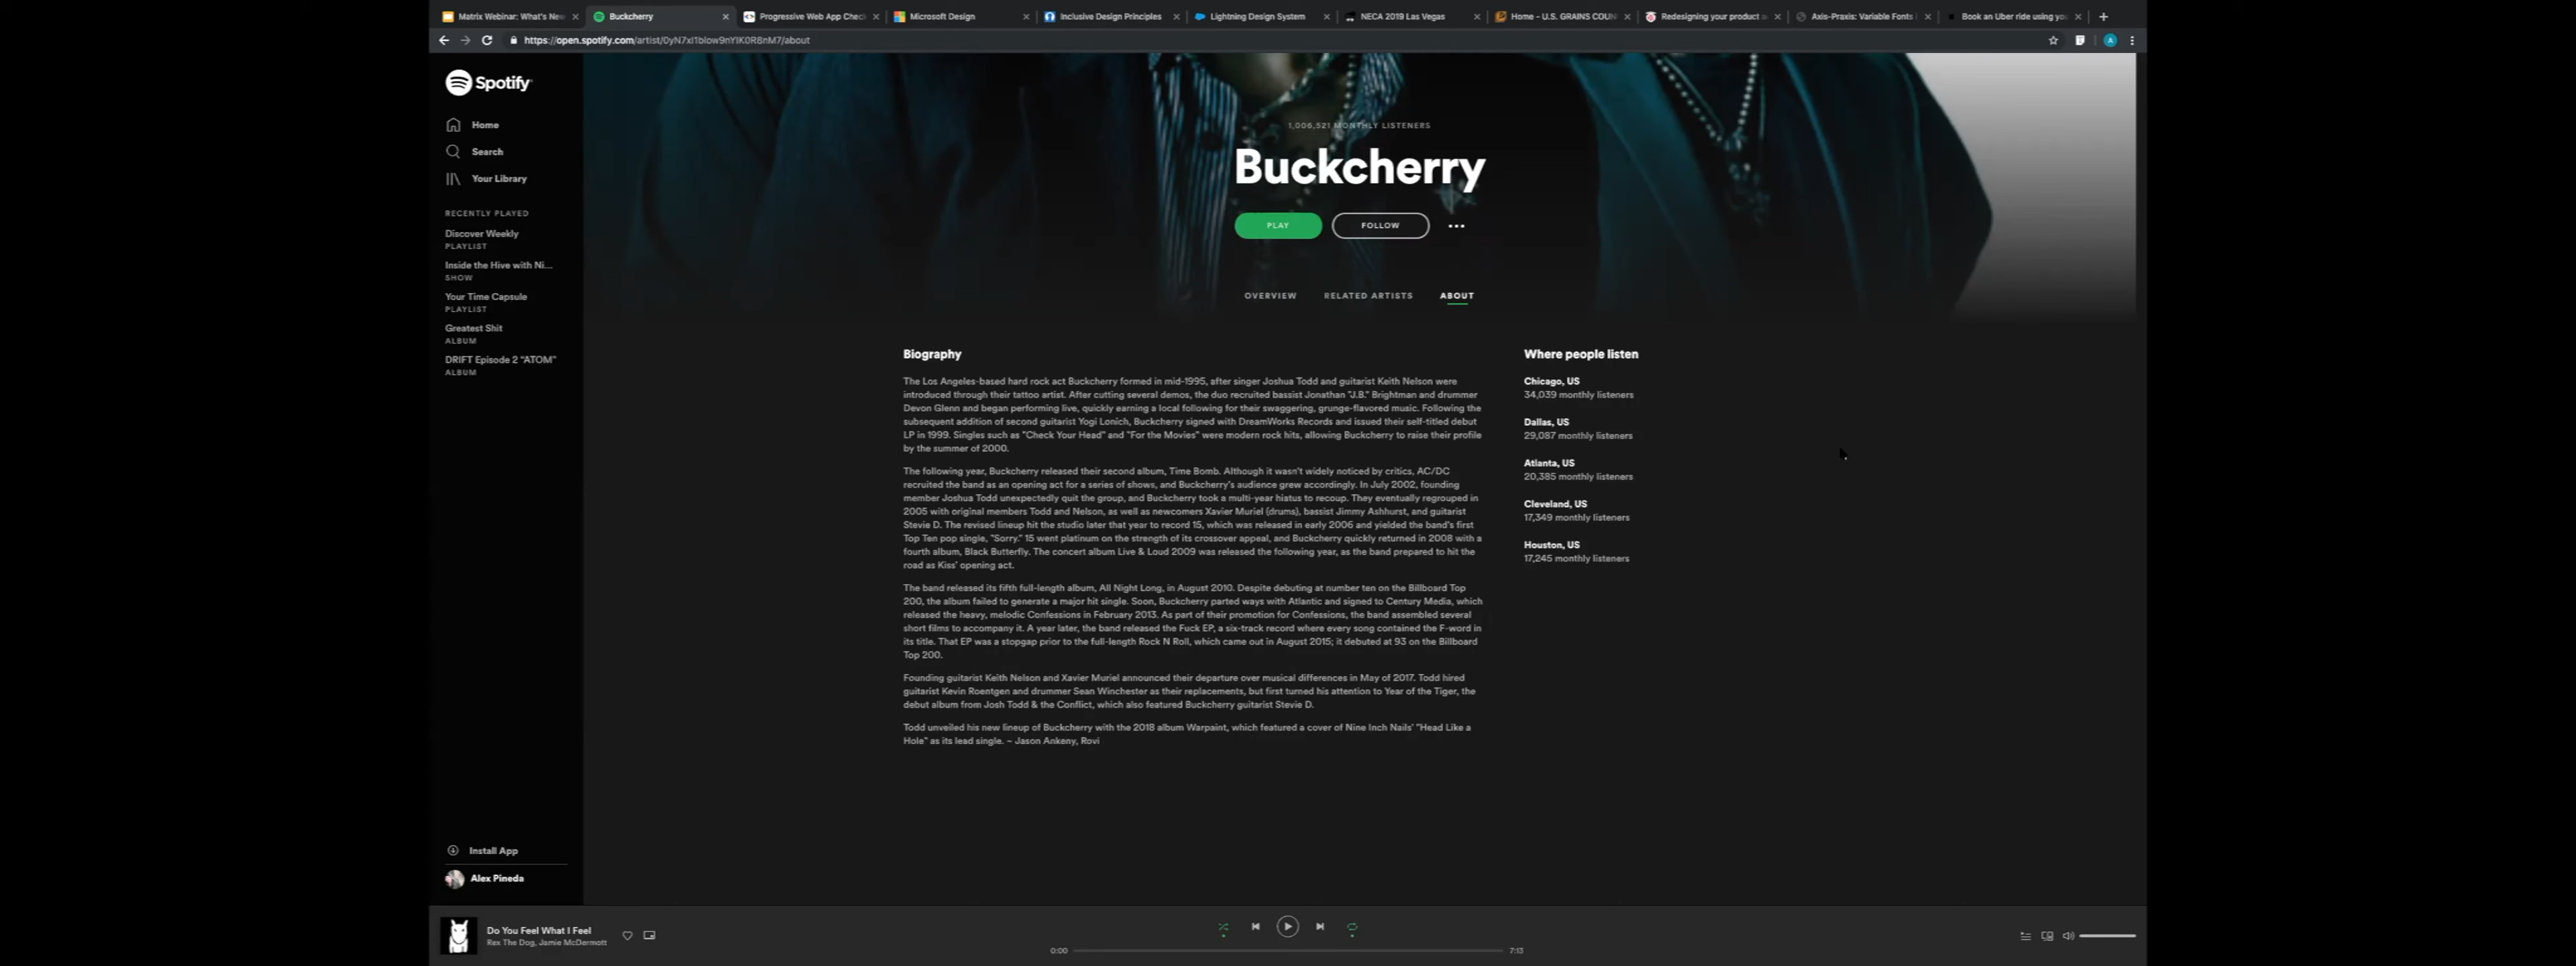 Matrix Webinar: What's New
Buckcherry
Progressive Web App Chec
Microsoft Design
Inclusive Design Principles
Lightning Design System
NECA 2019 Las Vegas
Home - U.S. GRAINS COUN
Redesigning your product a
Axis-Praxis: Variable Fonts
Book an Uber ride using yo
https://open.spotify.com/artist/0yN7xI1blow9nYIK0R8nM7/about
A
Spotify
Home
Search
Your Library
RECENTLY PLAYED
Discover Weekly
PLAYLIST
Inside the Hive with Ni...
SHOW
Your Time Capsule
PLAYLIST
Greatest Shit
ALBUM
DRIFT Episode 2 "ATOM"
ALBUM
Install App
Alex Pineda
1,006,521 MONTHLY LISTENERS
Buckcherry
PLAY
FOLLOW
OVERVIEW
RELATED ARTISTS
ABOUT
Biography
The Los Angeles-based hard rock act Buckcherry formed in mid-1995, after singer Joshua Todd and guitarist Keith Nelson were
introduced through their tattoo artist. After cutting several demos, the duo recruited bassist Jonathan "J.B." Brightman and drummer
Devon Glenn and began performing live, quickly earning a local following for their swaggering, grunge-flavored music. Following the
subsequent addition of second guitarist Yogi Lonich, Buckcherry signed with DreamWorks Records and issued their self-titled debut
LP in 1999. Singles such as "Check Your Head" and "For the Movies" were modern rock hits, allowing Buckcherry to raise their profile
by the summer of 2000.
The following year, Buckcherry released their second album, Time Bomb. Although it wasn't widely noticed by critics, AC/DC
recruited the band as an opening act for a series of shows, and Buckcherry's audience grew accordingly. In July 2002, founding
member Joshua Todd unexpectedly quit the group, and Buckcherry took a multi-year hiatus to recoup. They eventually regrouped in
2005 with original members Todd and Nelson, as well as newcomers Xavier Muriel (drums), bassist Jimmy Ashhurst, and guitarist
Stevie D. The revised lineup hit the studio later that year to record 15, which was released in early 2006 and yielded the band's first
Top Ten pop single, "Sorry." 15 went platinum on the strength of its crossover appeal, and Buckcherry quickly returned in 2008 with a
fourth album, Black Butterfly. The concert album Live & Loud 2009 was released the following year, as the band prepared to hit the
road as Kiss' opening act.
The band released its fifth full-length album, All Night Long, in August 2010. Despite debuting at number ten on the Billboard Top
200, the album failed to generate a major hit single. Soon, Buckcherry parted ways with Atlantic and signed to Century Media, which
released the heavy, melodic Confessions in February 2013. As part of their promotion for Confessions, the band assembled several
short films to accompany it. A year later, the band released the Fuck EP, a six-track record where every song contained the F-word in
its title. That EP was a stopgap prior to the full-length Rock N Roll, which came out in August 2015; it debuted at 93 on the Billboard
Top 200.
Founding guitarist Keith Nelson and Xavier Muriel announced their departure over musical differences in May of 2017. Todd hired
guitarist Kevin Roentgen and drummer Sean Winchester as their replacements, but first turned his attention to Year of the Tiger, the
debut album from Josh Todd & the Conflict, which also featured Buckcherry guitarist Stevie D.
Todd unveiled his new lineup of Buckcherry with the 2018 album Warpaint, which featured a cover of Nine Inch Nails' "Head Like a
Hole" as its lead single. ~ Jason Ankeny, Rovi
Where people listen
Chicago, US
34,039 monthly listeners
Dallas, US
29,087 monthly listeners
Atlanta, US
20,385 monthly listeners
Cleveland, US
17,349 monthly listeners
Houston, US
17,245 monthly listeners
Do You Feel What I Feel
Rex The Dog, Jamie McDermott
0:00
7:13